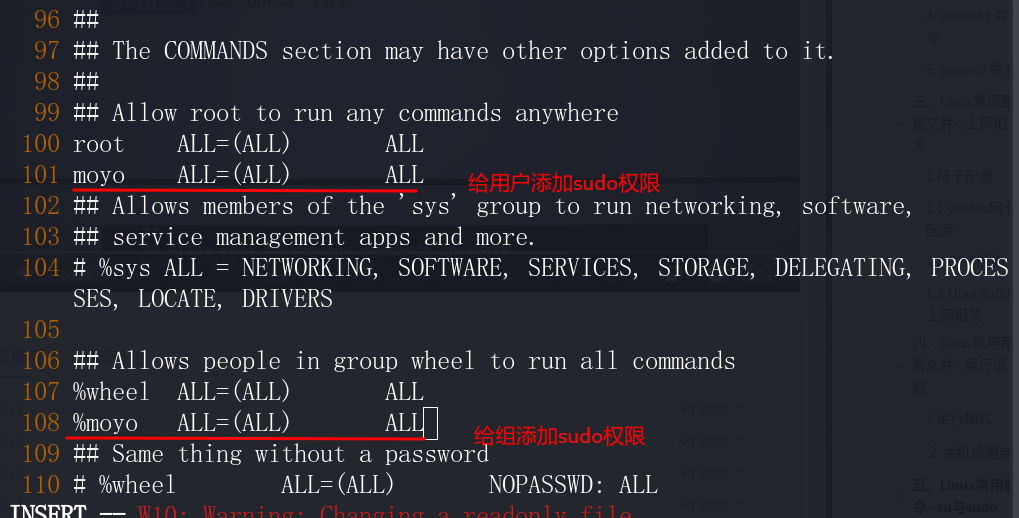 96 ##
97 ## The COMMANDS section may have other options added to it.
98 ##
99 ## Allow root to run any commands anywhere
100 root ALL=(ALL) ALL
101 moyo ALL=(ALL) ALL
给用户添加sudo权限
102 ## Allows members of the 'sys' group to run networking, software,
103 ## service management apps and more.
104 # %sys ALL = NETWORKING, SOFTWARE, SERVICES, STORAGE, DELEGATING, PROCES
SES, LOCATE, DRIVERS
105
106 ## Allows people in group wheel to run all commands
107 %wheel ALL=(ALL) ALL
108 %moyo ALL=(ALL) ALL
给组添加sudo权限
109 ## Same thing without a password
110 # %wheel ALL=(ALL) NOPASSWD: ALL
INSERT -- W10: Warning: Changing a readonly file
4. useradd 命
令
5. passwd 命令
三、Linux常用配
置文件--上网相
关
1.网卡配置
1.1 centos网卡
配置
1.3 Ubuntu/k
上网相关
四、linux常用配
置文件--运行级
别
1.运行模式
2. 关机或重启
五、Linux常用命
令--su与sudo